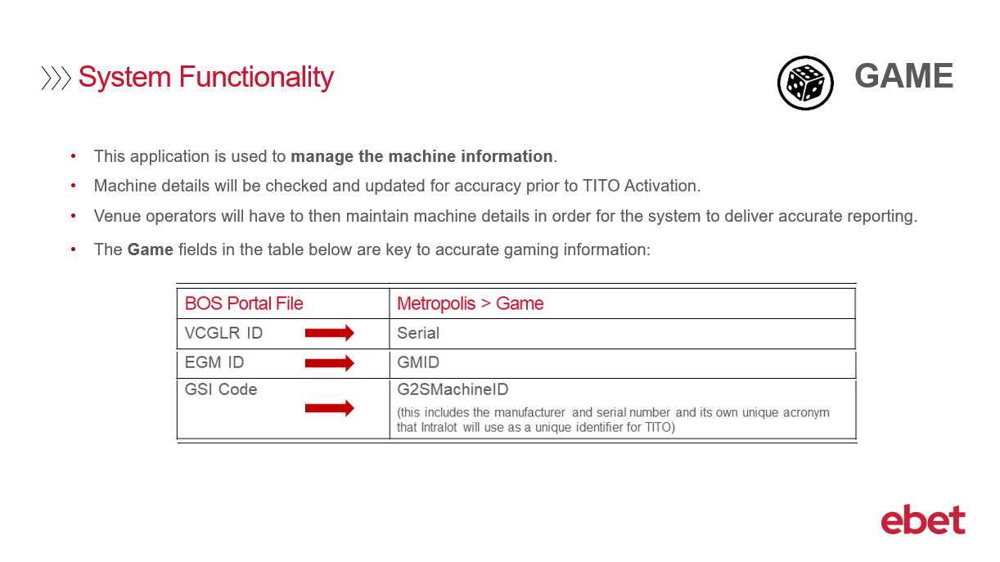 System Functionality
GAME
• This application is used to manage the machine information.
• Machine details will be checked and updated for accuracy prior to TITO Activation.
• Venue operators will have to then maintain machine details in order for the system to deliver accurate reporting.
• The Game fields in the table below are key to accurate gaming information:
BOS Portal File
Metropolis > Game
VCGLR ID
Serial
EGM ID
GMID
GSI Code
G2SMachineID
(this includes the manufacturer and serial number and its own unique acronym
that Intralot will use as a unique identifier for TITO)
ebet